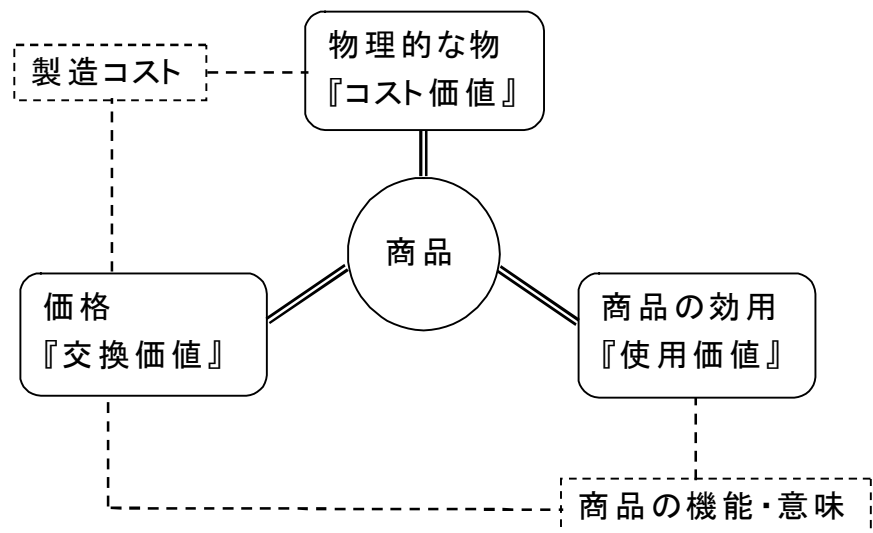 物理的な物
『コスト価値』
製造コスト
商品
価格
『交換価値』
商品の効用
『使用価値』
商品の機能・意味